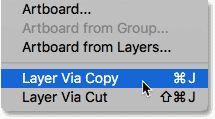 Artboard...
Artboard from Group...
Artboard from Layers...
Layer Via Copy ⌘J
Layer Via Cut ⇧⌘J